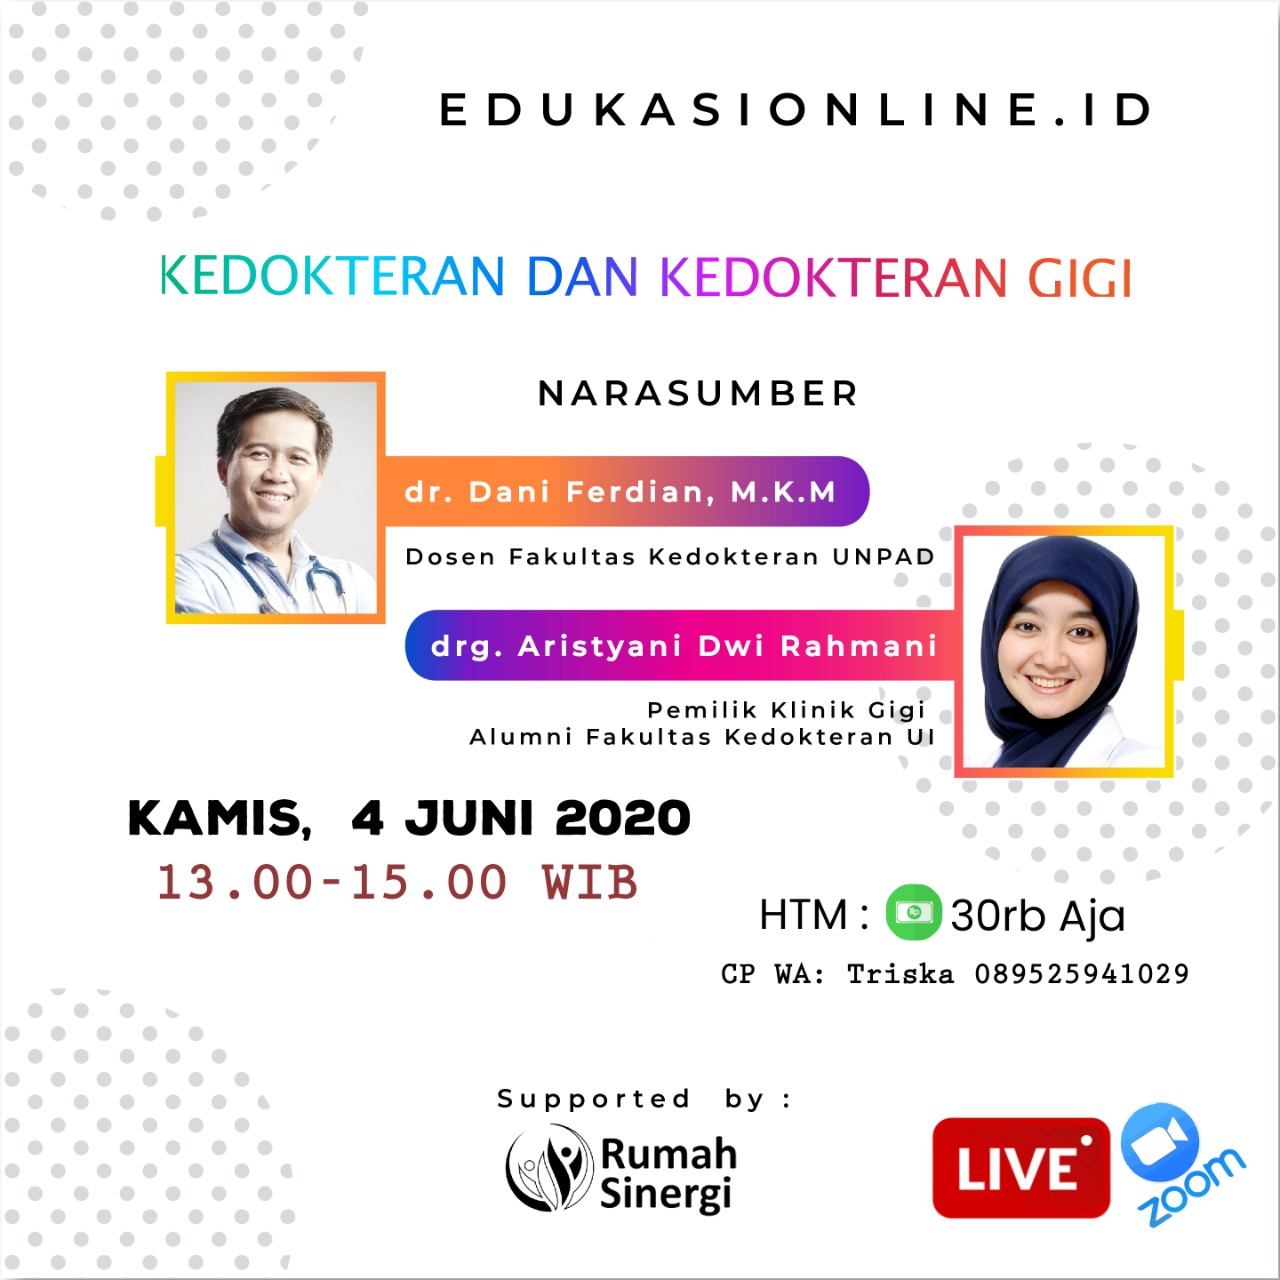 EDUKASIONLINE.ID
KEDOKTERAN DAN KEDOKTERAN GIGI
NARASUMBER
dr. Dani Ferdian, M.K.M
Dosen Fakultas Kedokteran UNPAD
drg. Aristyani Dwi Rahmani
Pemilik Klinik Gigi
Alumni Fakultas Kedokteran UI
KAMIS, 4 JUNI 2020
13.00-15.00 WIB
HTM : Rp 30rb Aja
CP WA: Triska 089525941029
Supported by :
Rumah
Sinergi
LIVE
zoom